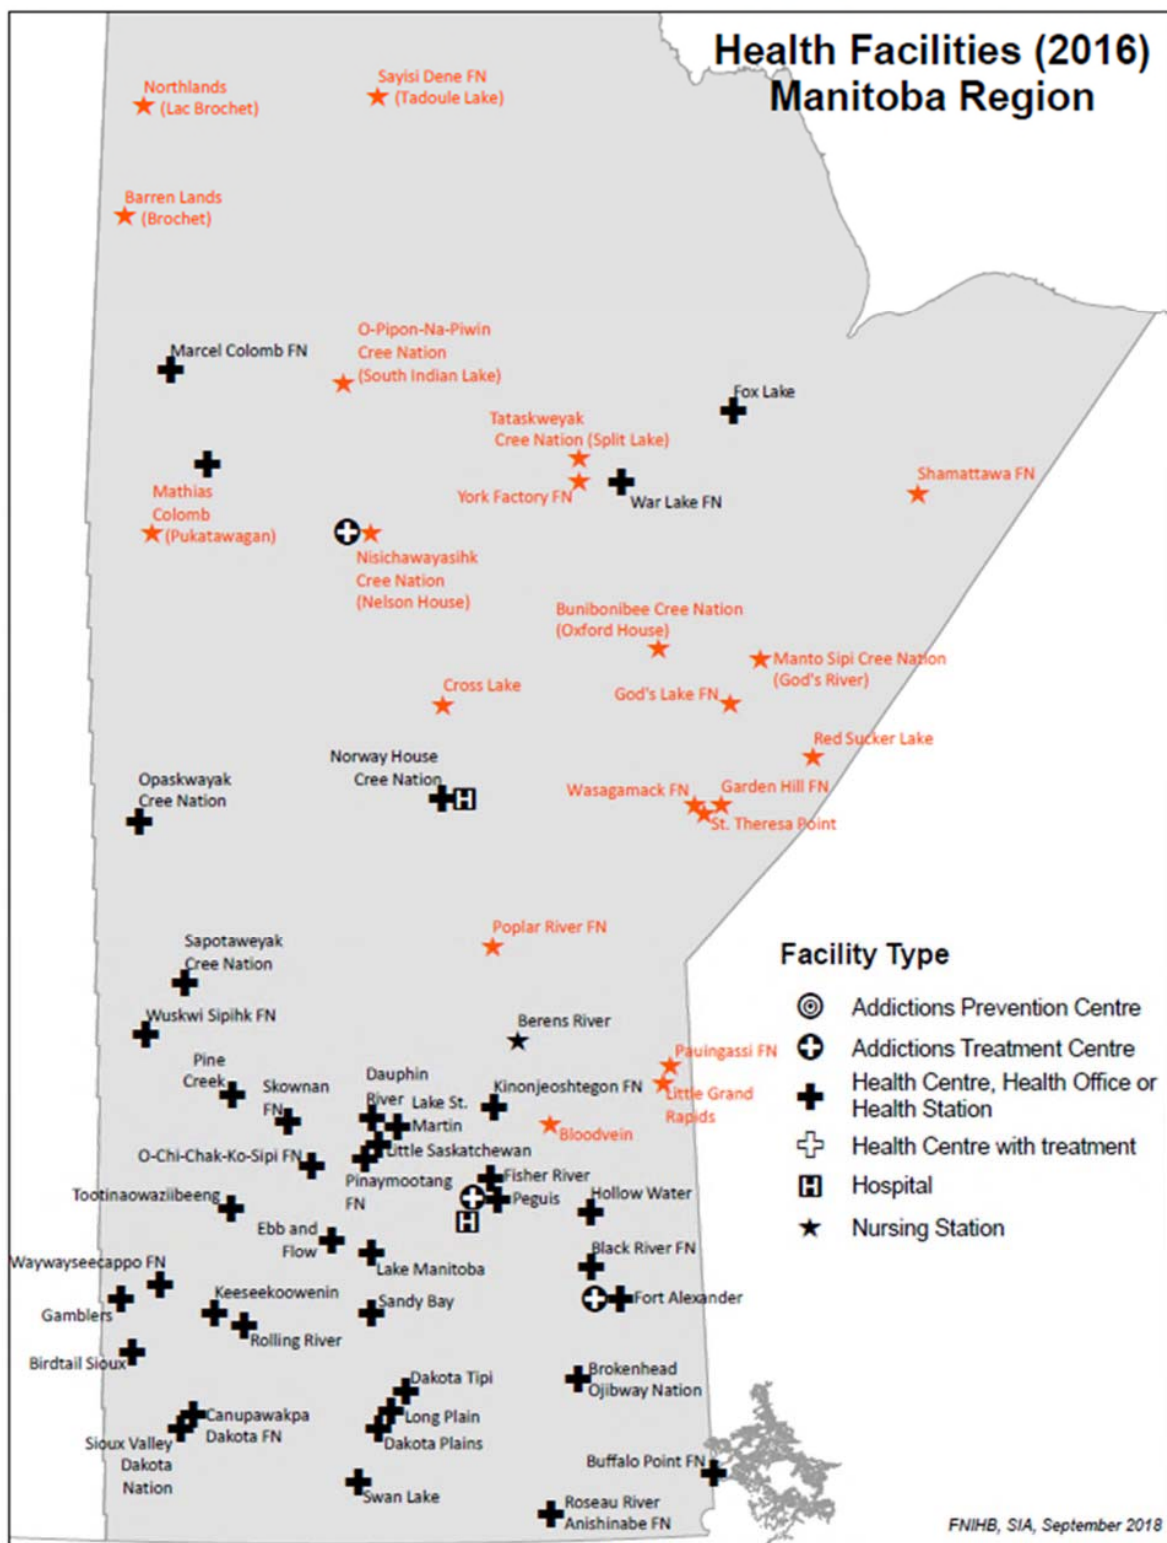 Health Facilities (2016)
Manitoba Region
Northlands
(Lac Brochet)
Sayisi Dene FN
(Tadoule Lake)
Barren Lands
(Brochet)
O-Pipon-Na-Piwin
Cree Nation
(South Indian Lake)
Marcel Colomb FN
Fox Lake
Tataskweyak
Cree Nation (Split Lake)
York Factory FN
War Lake FN
Shamattawa FN
Mathias
Colomb
(Pukatawagan)
Nisichawayasihk
Cree Nation
(Nelson House)
Bunibonibee Cree Nation
(Oxford House)
Manto Sipi Cree Nation
(God's River)
Cross Lake
God's Lake FN
Red Sucker Lake
Norway House
Cree Nation
H
Opaskwayak
Cree Nation
Wasagamack FN
Garden Hill FN
St. Theresa Point
Poplar River FN
Sapotaweyak
Cree Nation
Wuskwi Sipihk FN
Berens River
Pine
Creek
Skownan
FN
Dauphin
River
Lake St.
Martin
Kinonjeoshtegon FN
Pauingassi FN
Little Grand
Rapids
Bloodvein
Little Saskatchewan
O-Chi-Chak-Ko-Sipi FN
Pinaymootang
FN
Fisher River
Peguis
H
Tootinaowaziibeeng
Hollow Water
Ebb and
Flow
Lake Manitoba
Black River FN
Waywayseecappo FN
Gamblers
Keeseekoowenin
Rolling River
Sandy Bay
Fort Alexander
Birdtail Sioux
Dakota Tipi
Brokenhead
Ojibway Nation
Canupawakpa
Dakota FN
Long Plain
Dakota Plains
Sioux Valley
Dakota
Nation
Buffalo Point FN
Swan Lake
Roseau River
Anishinabe FN
Facility Type
Addictions Prevention Centre
Addictions Treatment Centre
Health Centre, Health Office or
Health Station
Health Centre with treatment
H Hospital
Nursing Station
FNIHB, SIA, September 2018